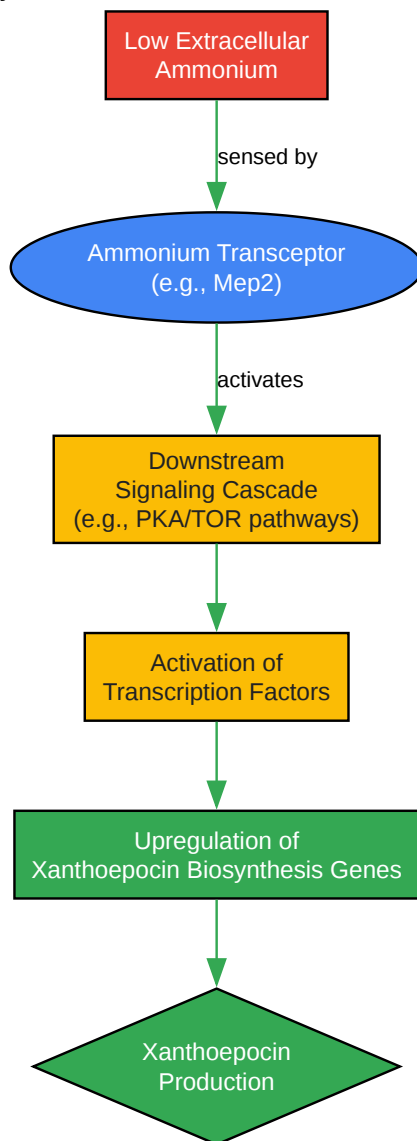 Low Extracellular
Ammonium
sensed by
Ammonium Transceptor
(e.g., Mep2)
activates
Downstream
Signaling Cascade
(e.g., PKA/TOR pathways)
Activation of
Transcription Factors
Upregulation of
Xanthoepocin Biosynthesis Genes
Xanthoepocin
Production